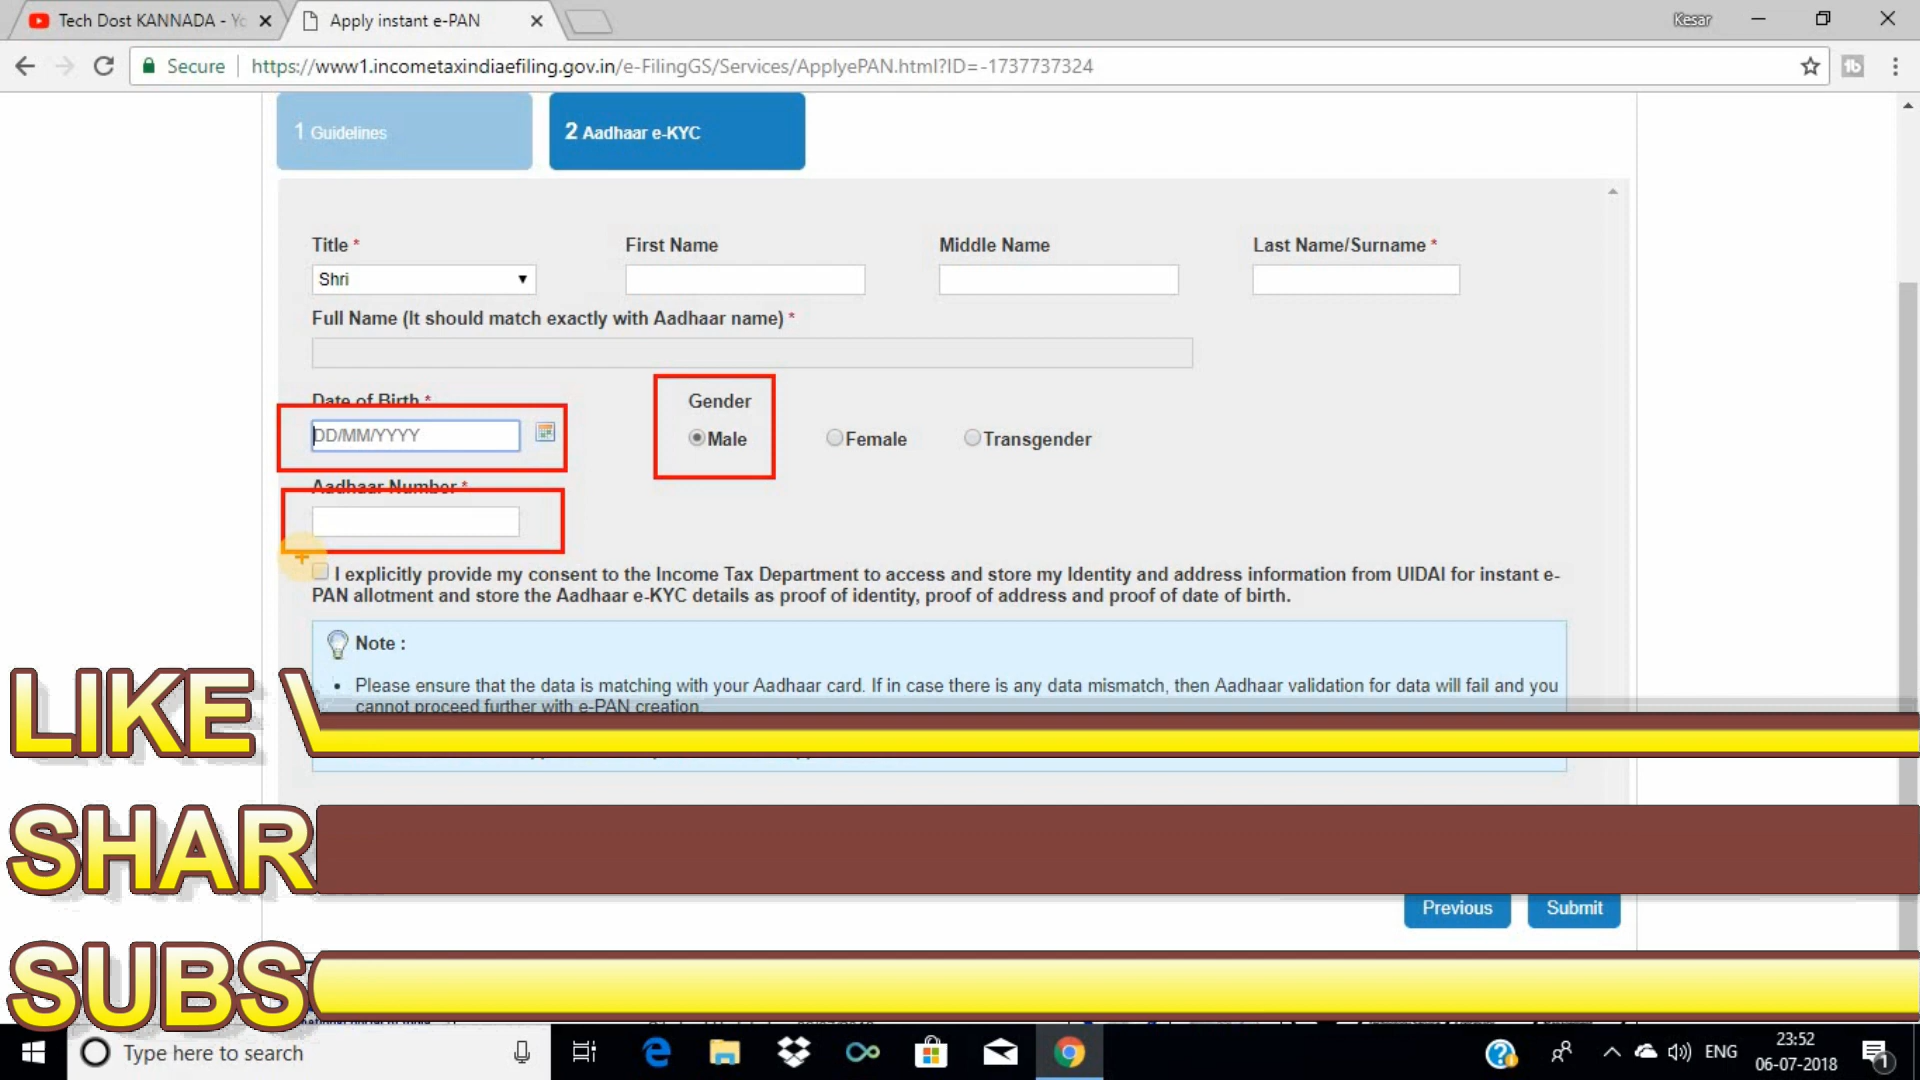 Tech Dost KANNADA - Yo
Apply instant e-PAN
Kesar
Secure
https://www1.incometaxindiaefiling.gov.in/e-FilingGS/Services/ApplyePAN.html?ID=-1737737324
1 Guidelines
2 Aadhaar e-KYC
Title *
First Name
Middle Name
Last Name/Surname *
Shri
Full Name (It should match exactly with Aadhaar name) *
Date of Birth *
Gender
DD/MM/YYYY
Male
Female
Transgender
Aadhaar Number *
I explicitly provide my consent to the Income Tax Department to access and store my Identity and address information from UIDAI for instant e-
PAN allotment and store the Aadhaar e-KYC details as proof of identity, proof of address and proof of date of birth.
Note :
• Please ensure that the data is matching with your Aadhaar card. If in case there is any data mismatch, then Aadhaar validation for data will fail and you
cannot proceed further with e-PAN creation.
LIKE V
SHAR
Previous
Submit
SUBS
Type here to search
ENG
23:52
06-07-2018
1